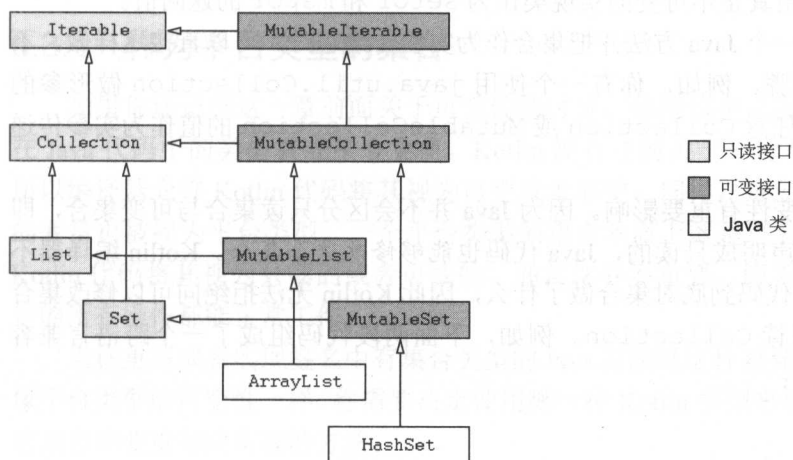 Iterable
MutableIterable
Collection
MutableCollection
只读接口
可变接口
Java 类
List
MutableList
Set
MutableSet
ArrayList
HashSet